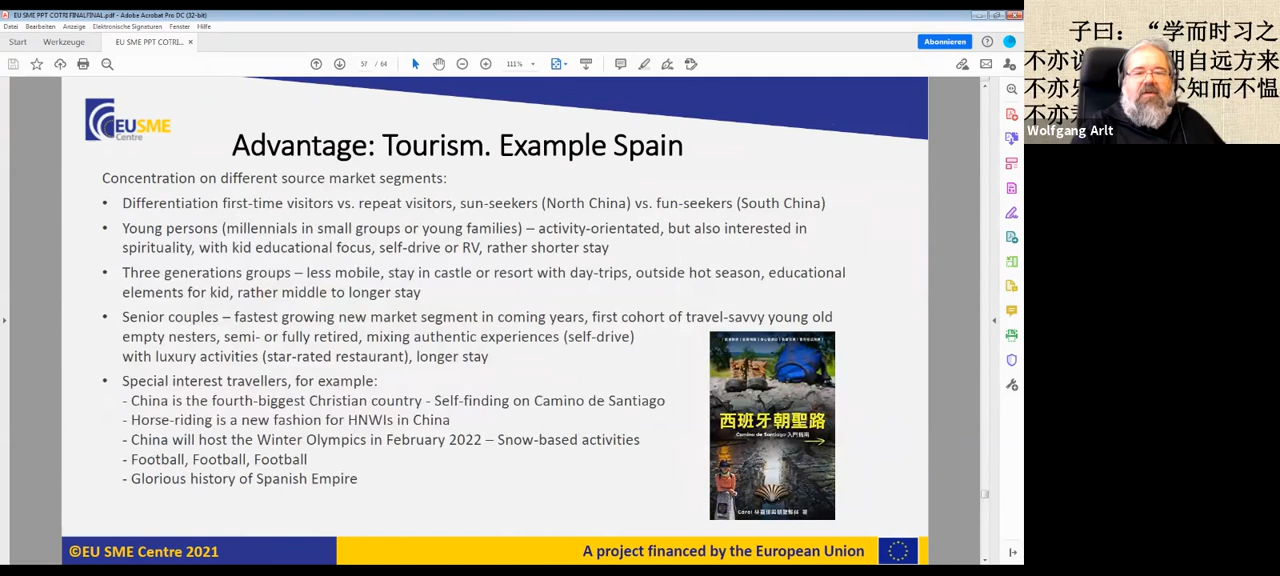 EU SME PPT COTRI FINALFINAL.pdf - Adobe Acrobat Pro DC (32-bit)
Datei Bearbeiten Anzeige Elektronische Signaturen Fenster Hilfe
Start Werkzeuge EU SME PPT COTRI... × Abonnieren
57 / 64 111%
EUSME
Centre
Advantage: Tourism. Example Spain
Concentration on different source market segments:
• Differentiation first-time visitors vs. repeat visitors, sun-seekers (North China) vs. fun-seekers (South China)
• Young persons (millennials in small groups or young families) – activity-orientated, but also interested in
spirituality, with kid educational focus, self-drive or RV, rather shorter stay
• Three generations groups – less mobile, stay in castle or resort with day-trips, outside hot season, educational
elements for kid, rather middle to longer stay
• Senior couples – fastest growing new market segment in coming years, first cohort of travel-savvy young old
empty nesters, semi- or fully retired, mixing authentic experiences (self-drive)
with luxury activities (star-rated restaurant), longer stay
• Special interest travellers, for example:
- China is the fourth-biggest Christian country - Self-finding on Camino de Santiago
- Horse-riding is a new fashion for HNWIs in China
- China will host the Winter Olympics in February 2022 – Snow-based activities
- Football, Football, Football
- Glorious history of Spanish Empire
西班牙朝聖路
Camino de Santiago 入門指南
Carol
著
©EU SME Centre 2021
A project financed by the European Union
子曰：“学而时习之
不亦 朋自远方来
不亦 不知而不愠
不亦
Wolfgang Arlt